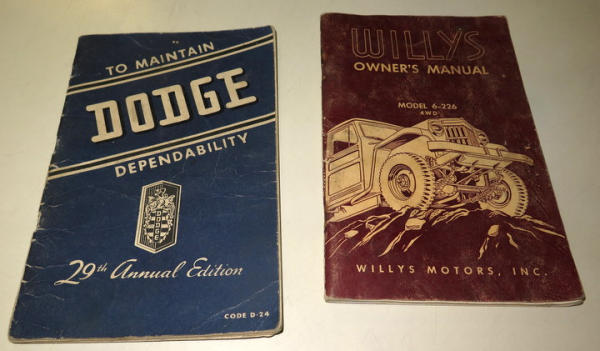 TO MAINTAIN
DODGE
DEPENDABILITY
DODGE
29th Annual Edition
CODE D-24
WILLYS
OWNER'S MANUAL
MODEL 6-226
4WD
WILLYS MOTORS, INC.